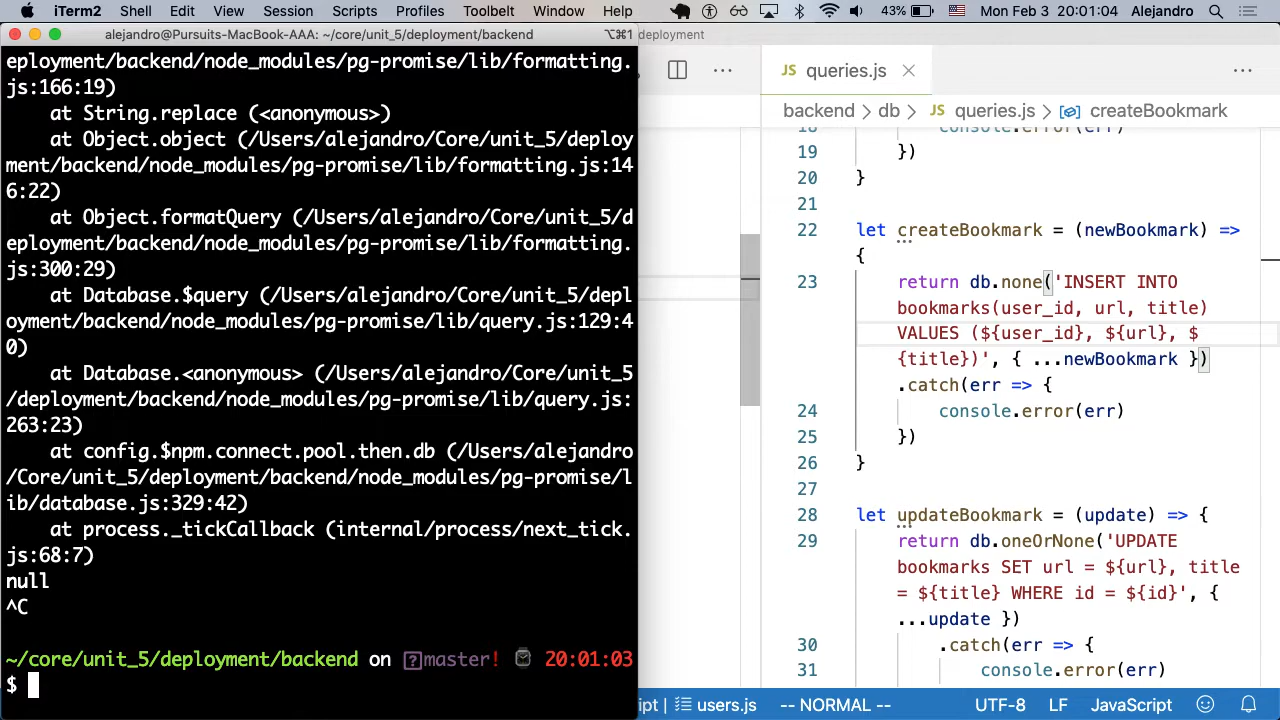 iTerm2 Shell Edit View Session Scripts Profiles Toolbelt Window Help 43% Mon Feb 3 20:01:04 Alejandro
alejandro@Pursuits-MacBook-AAA: ~/core/unit_5/deployment/backend ⌥⌘1
eployment/backend/node_modules/pg-promise/lib/formatting.
js:166:19)
at String.replace (<anonymous>)
at Object.object (/Users/alejandro/Core/unit_5/deploy
ment/backend/node_modules/pg-promise/lib/formatting.js:14
6:22)
at Object.formatQuery (/Users/alejandro/Core/unit_5/d
eployment/backend/node_modules/pg-promise/lib/formatting.
js:300:29)
at Database.$query (/Users/alejandro/Core/unit_5/depl
oyment/backend/node_modules/pg-promise/lib/query.js:129:4
0)
at Database.<anonymous> (/Users/alejandro/Core/unit_5
/deployment/backend/node_modules/pg-promise/lib/query.js:
263:23)
at config.$npm.connect.pool.then.db (/Users/alejandro
/Core/unit_5/deployment/backend/node_modules/pg-promise/l
ib/database.js:329:42)
at process._tickCallback (internal/process/next_tick.
js:68:7)
null
^C
~/core/unit_5/deployment/backend on master! 20:01:03
$
deployment
JS queries.js
backend > db > JS queries.js > createBookmark
18 console.error(err)
19 })
20 }
21
22 let createBookmark = (newBookmark) =>
{
23 return db.none('INSERT INTO
bookmarks(user_id, url, title)
VALUES (${user_id}, ${url}, $
{title})', { ...newBookmark })
.catch(err => {
24 console.error(err)
25 })
26 }
27
28 let updateBookmark = (update) => {
29 return db.oneOrNone('UPDATE
bookmarks SET url = ${url}, title
= ${title} WHERE id = ${id}', {
...update })
30 .catch(err => {
31 console.error(err)
ipt | users.js -- NORMAL -- UTF-8 LF JavaScript